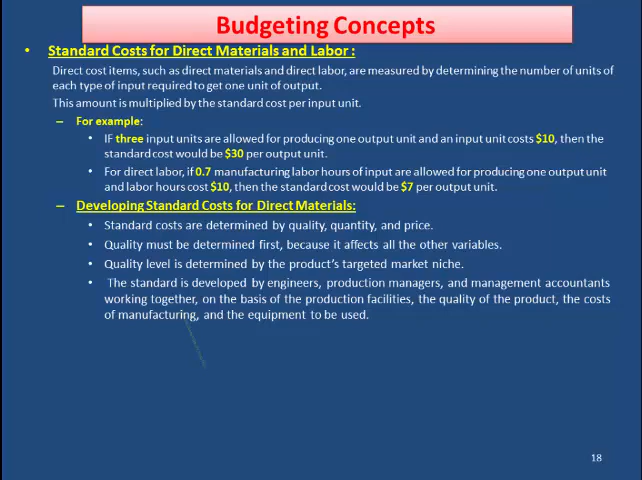 Budgeting Concepts
• Standard Costs for Direct Materials and Labor :
Direct cost items, such as direct materials and direct labor, are measured by determining the number of units of
each type of input required to get one unit of output.
This amount is multiplied by the standard cost per input unit.
– For example:
• IF three input units are allowed for producing one output unit and an input unit costs $10, then the
standard cost would be $30 per output unit.
• For direct labor, if 0.7 manufacturing labor hours of input are allowed for producing one output unit
and labor hours cost $10, then the standard cost would be $7 per output unit.
– Developing Standard Costs for Direct Materials:
• Standard costs are determined by quality, quantity, and price.
• Quality must be determined first, because it affects all the other variables.
• Quality level is determined by the product's targeted market niche.
• The standard is developed by engineers, production managers, and management accountants
working together, on the basis of the production facilities, the quality of the product, the costs
of manufacturing, and the equipment to be used.
18